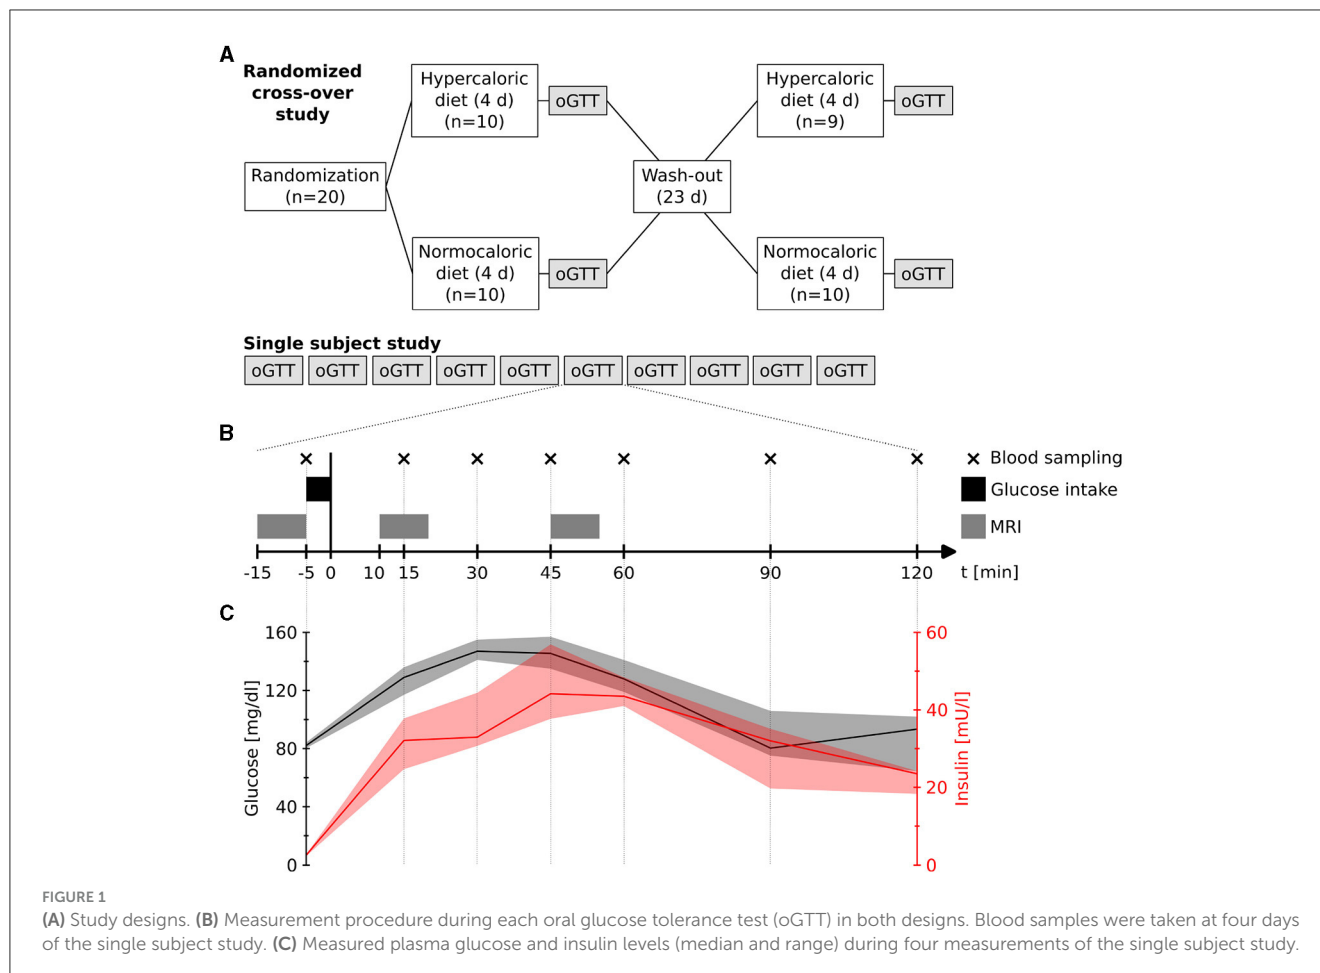 A
Randomized
cross-over
study
Randomization
(n=20)
Hypercaloric
diet (4 d)
(n=10)
oGTT
Normocaloric
diet (4 d)
(n=10)
oGTT
Wash-out
(23 d)
Hypercaloric
diet (4 d)
(n=9)
oGTT
Normocaloric
diet (4 d)
(n=10)
oGTT
Single subject study
oGTT oGTT oGTT oGTT oGTT oGTT oGTT oGTT oGTT oGTT
B
Blood sampling
Glucose intake
MRI
-15 -5 0 10 15 30 45 60 90 120 t [min]
C
Glucose [mg/dl]
160
120
80
40
0
Insulin [mU/l]
60
40
20
0
FIGURE 1
(A) Study designs. (B) Measurement procedure during each oral glucose tolerance test (oGTT) in both designs. Blood samples were taken at four days
of the single subject study. (C) Measured plasma glucose and insulin levels (median and range) during four measurements of the single subject study.